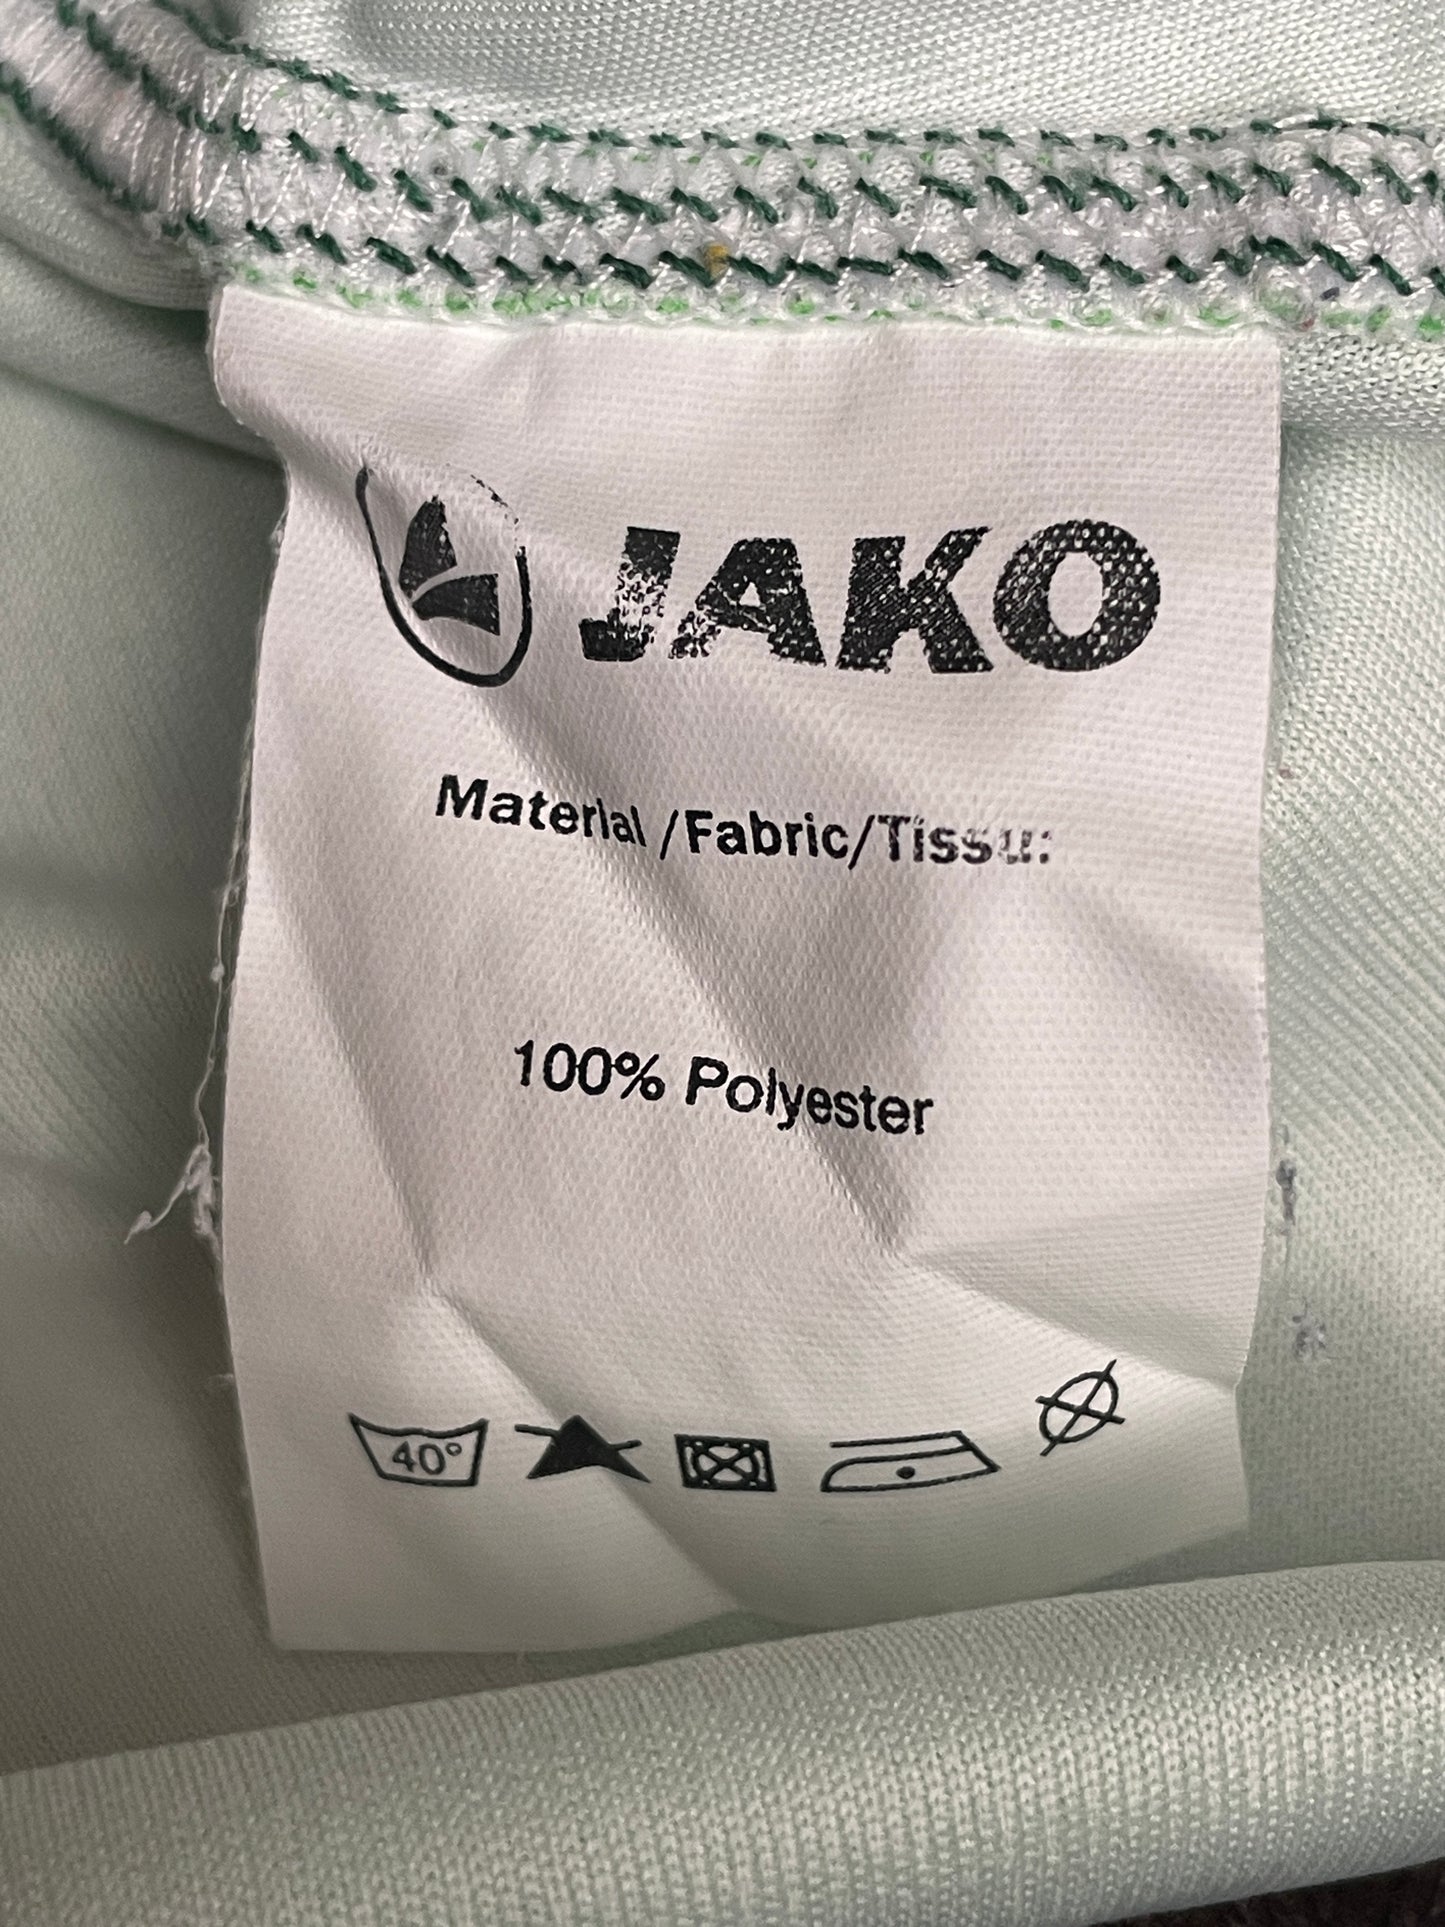 JAKO
Material /Fabric/Tissu:
100% Polyester
40°